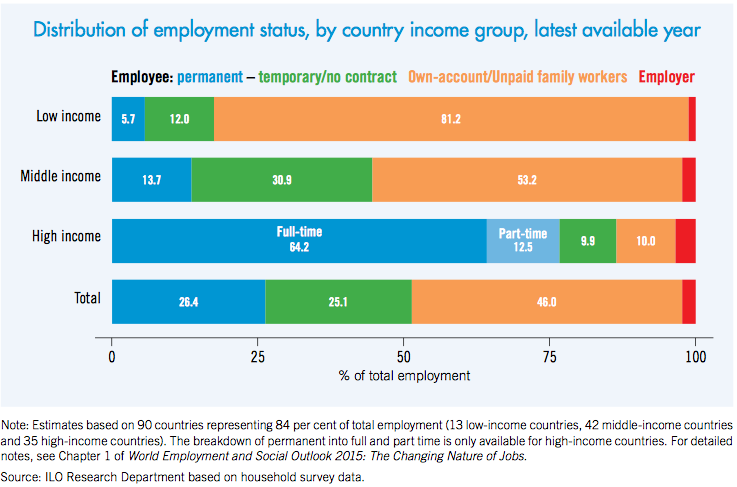 Distribution of employment status, by country income group, latest available year
Employee: permanent – temporary/no contract Own-account/Unpaid family workers Employer
Low income 5.7 12.0 81.2
Middle income 13.7 30.9 53.2
High income Full-time 64.2 Part-time 12.5 9.9 10.0
Total 26.4 25.1 46.0
0 25 50 75 100
% of total employment
Note: Estimates based on 90 countries representing 84 per cent of total employment (13 low-income countries, 42 middle-income countries
and 35 high-income countries). The breakdown of permanent into full and part time is only available for high-income countries. For detailed
notes, see Chapter 1 of World Employment and Social Outlook 2015: The Changing Nature of Jobs.
Source: ILO Research Department based on household survey data.